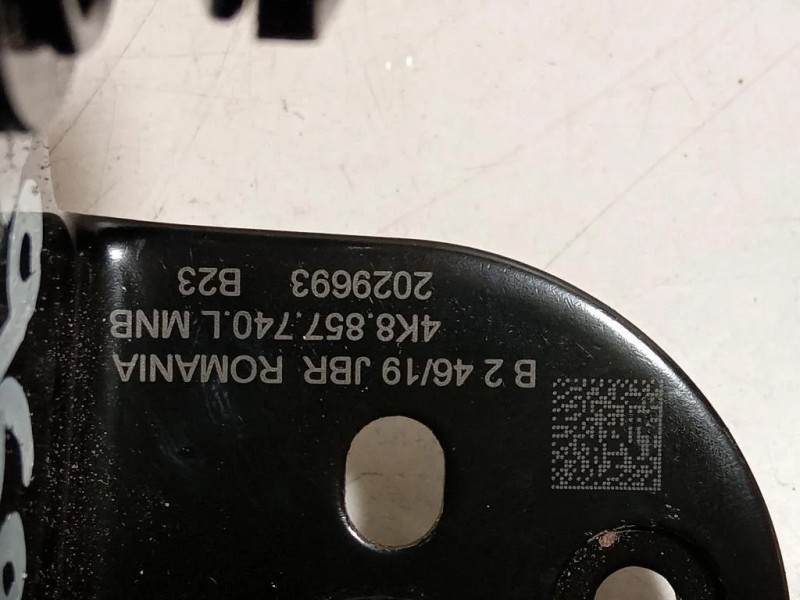 B 2 46/19 JBR ROMANIA
4K8.857.740.L MNB
2029693 B23